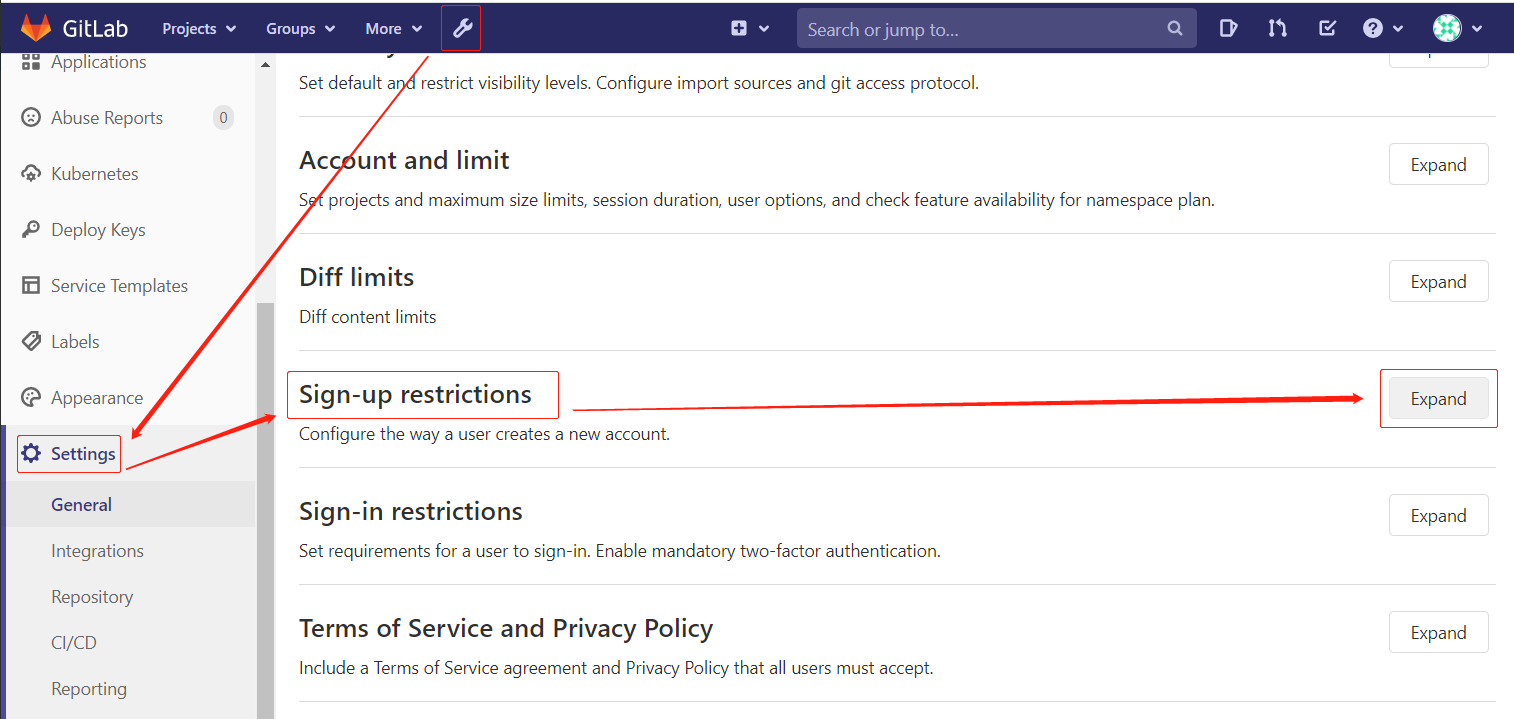 GitLab Projects Groups More Search or jump to...
Applications
Abuse Reports 0
Kubernetes
Deploy Keys
Service Templates
Labels
Appearance
Settings
General
Integrations
Repository
CI/CD
Reporting
Set default and restrict visibility levels. Configure import sources and git access protocol.
Account and limit
Expand
Set projects and maximum size limits, session duration, user options, and check feature availability for namespace plan.
Diff limits
Expand
Diff content limits
Sign-up restrictions
Expand
Configure the way a user creates a new account.
Sign-in restrictions
Expand
Set requirements for a user to sign-in. Enable mandatory two-factor authentication.
Terms of Service and Privacy Policy
Expand
Include a Terms of Service agreement and Privacy Policy that all users must accept.